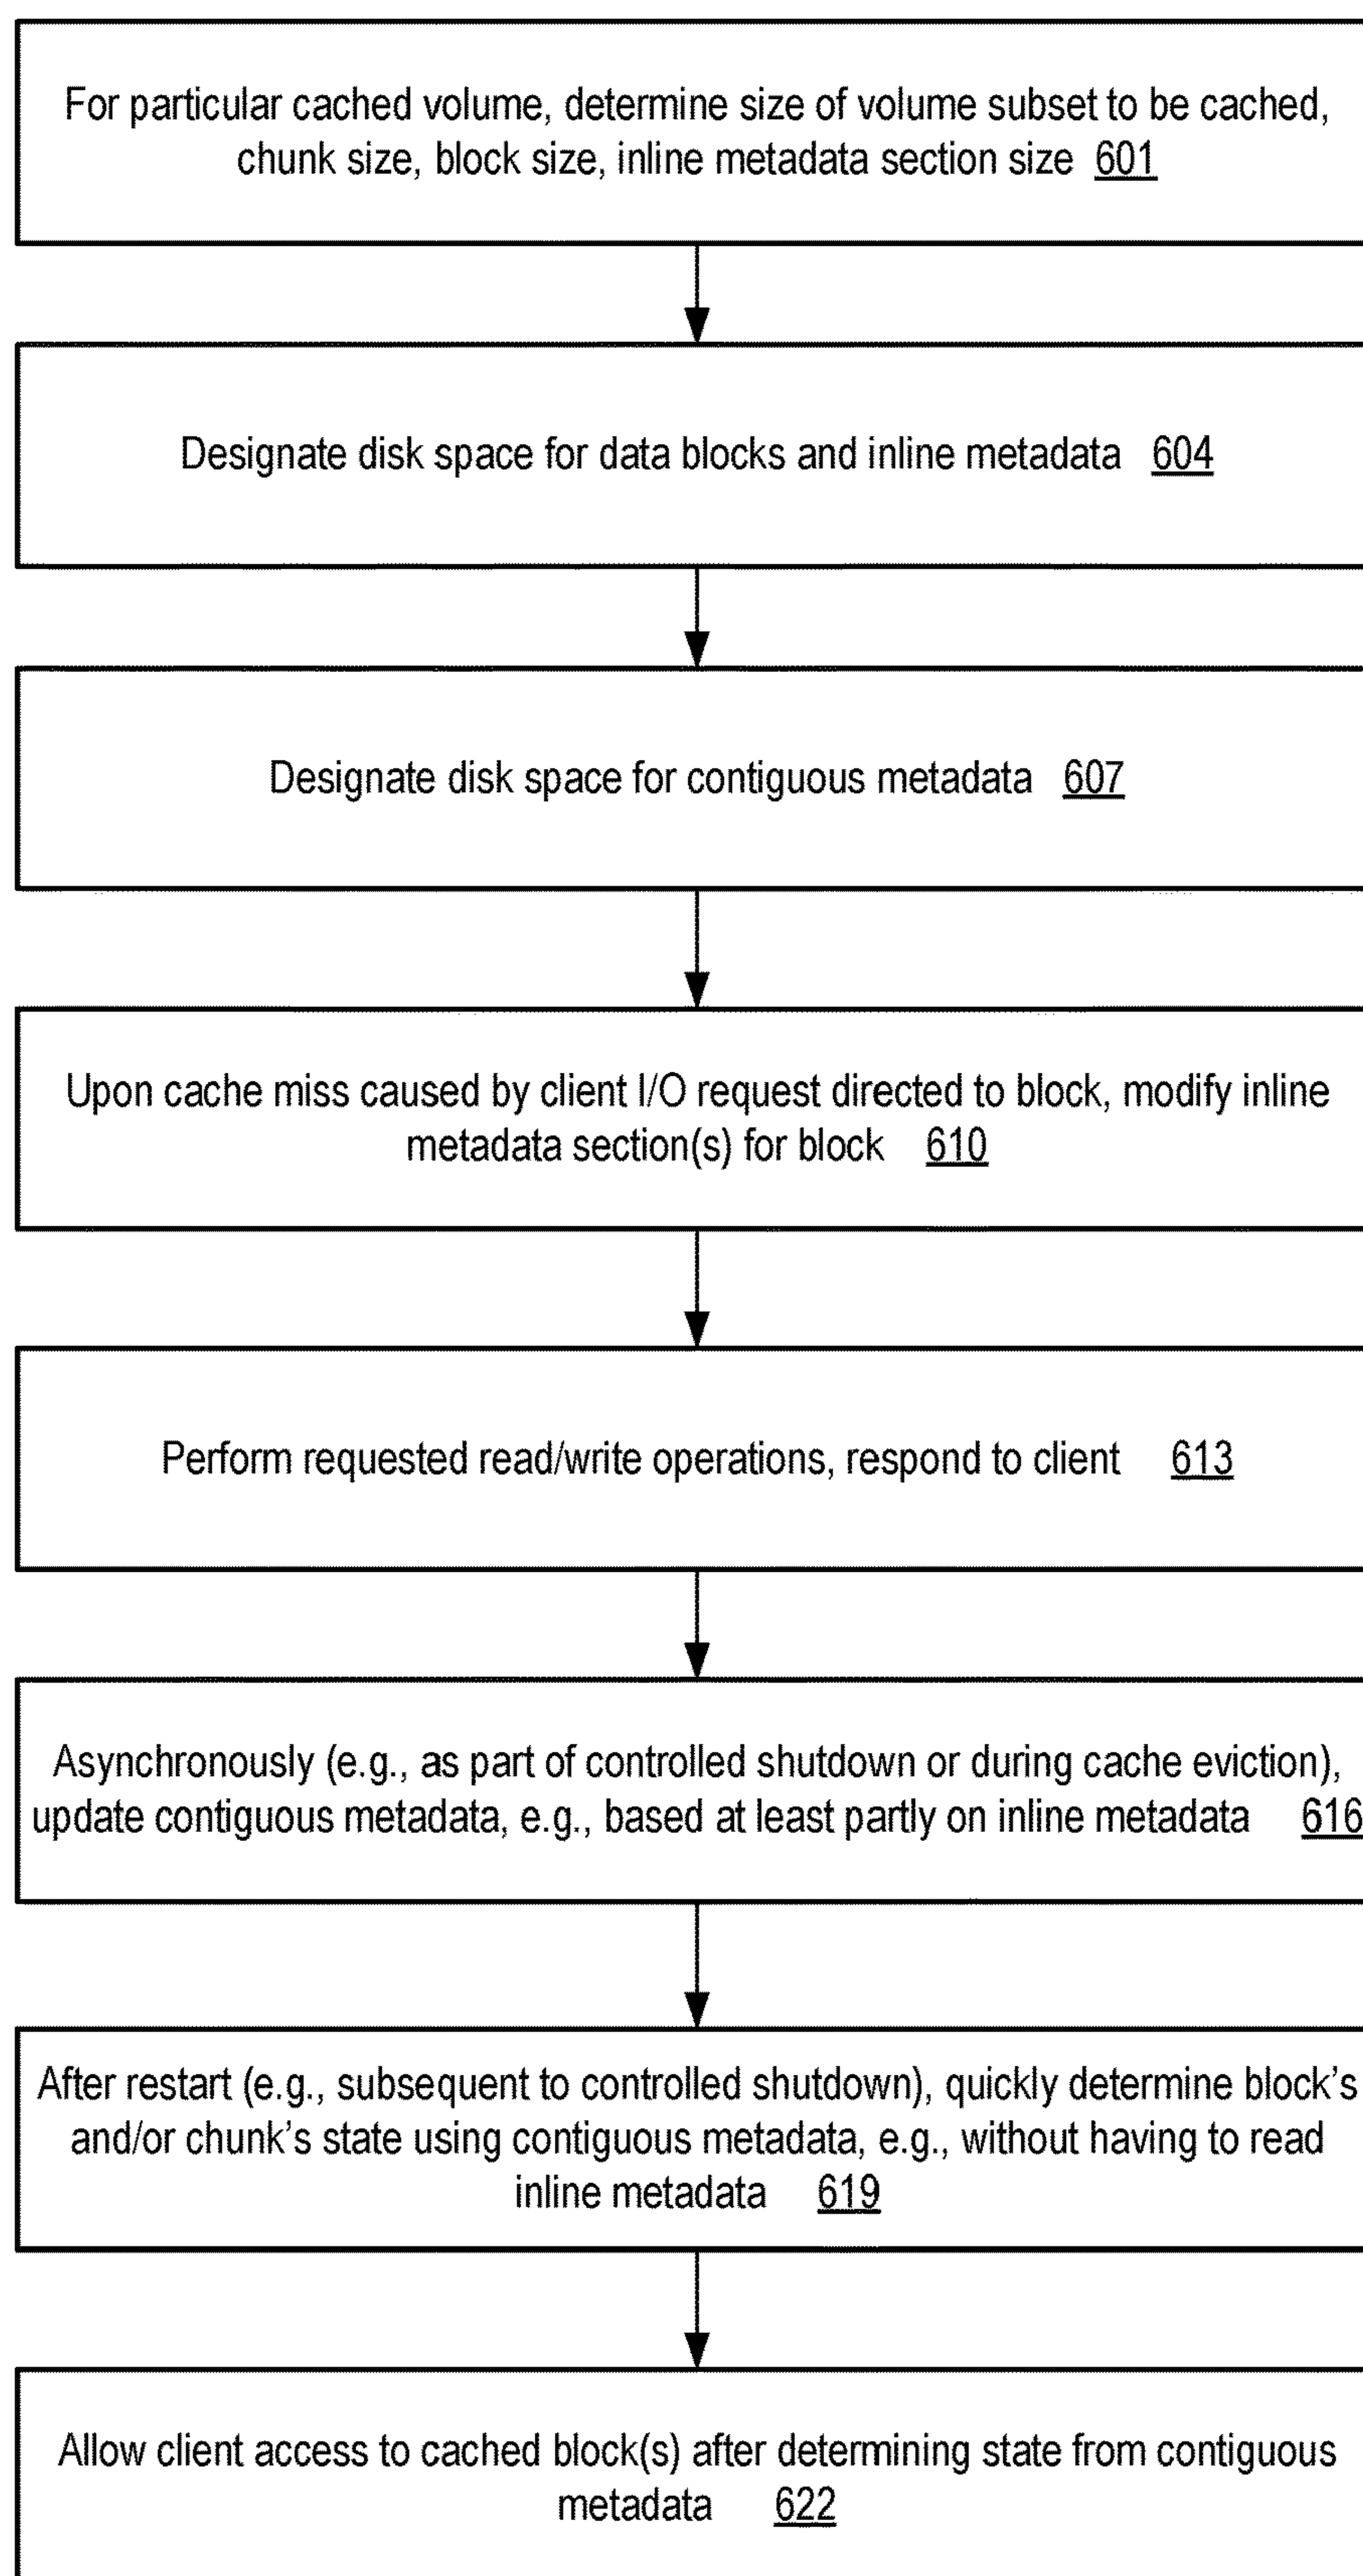 For particular cached volume, determine size of volume subset to be cached,
chunk size, block size, inline metadata section size 601
Designate disk space for data blocks and inline metadata 604
Designate disk space for contiguous metadata 607
Upon cache miss caused by client I/O request directed to block, modify inline
metadata section(s) for block 610
Perform requested read/write operations, respond to client 613
Asynchronously (e.g., as part of controlled shutdown or during cache eviction),
update contiguous metadata, e.g., based at least partly on inline metadata 616
After restart (e.g., subsequent to controlled shutdown), quickly determine block’s
and/or chunk’s state using contiguous metadata, e.g., without having to read
inline metadata 619
Allow client access to cached block(s) after determining state from contiguous
metadata 622